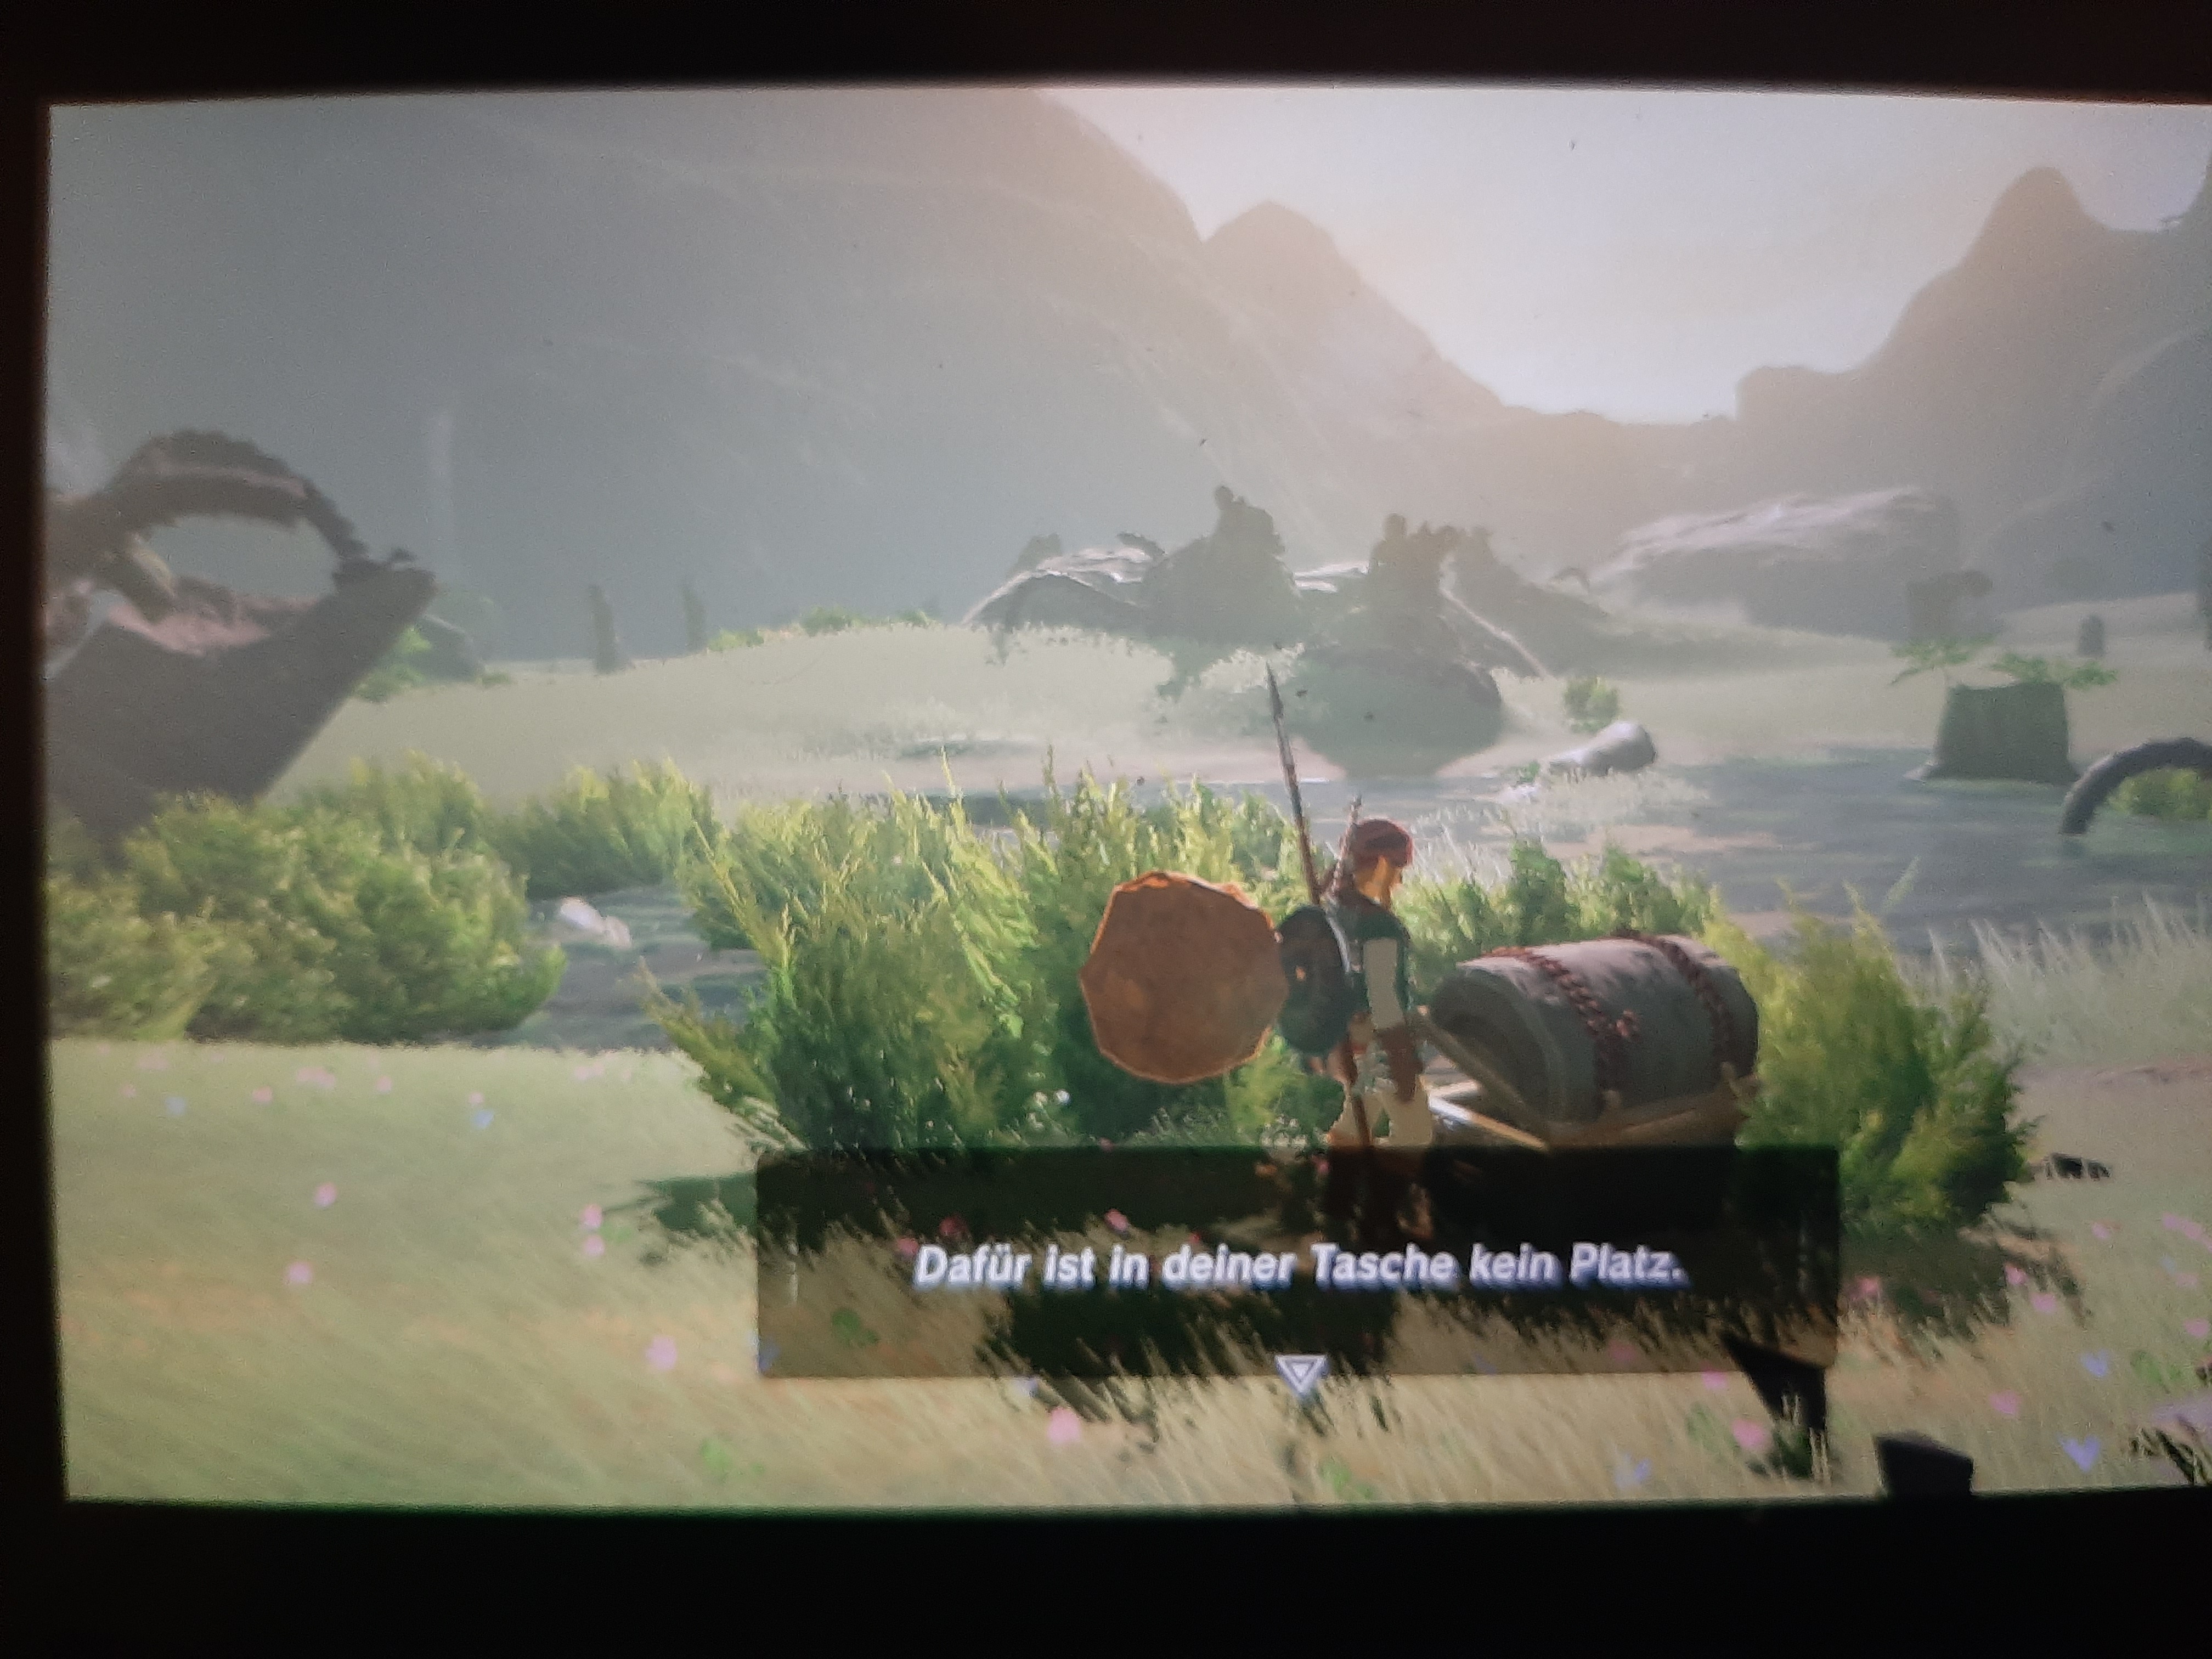 Dafür ist in deiner Tasche kein Platz.